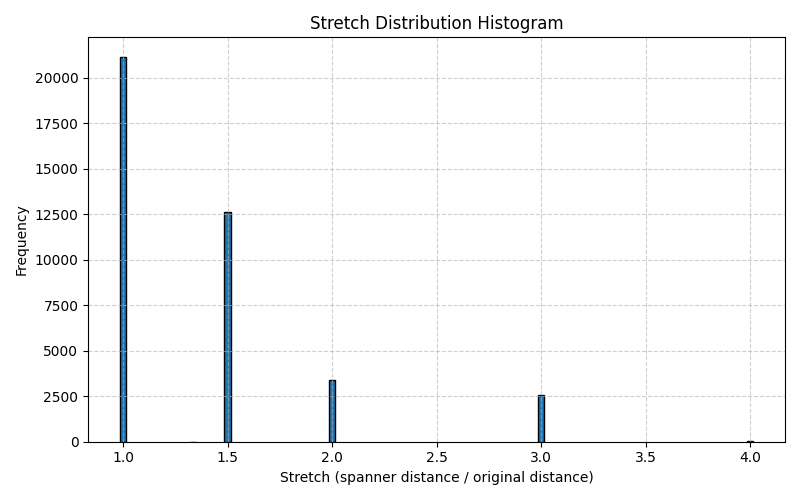 Stretch Distribution Histogram
Frequency
20000
17500
15000
12500
10000
7500
5000
2500
0
1.0 1.5 2.0 2.5 3.0 3.5 4.0
Stretch (spanner distance / original distance)